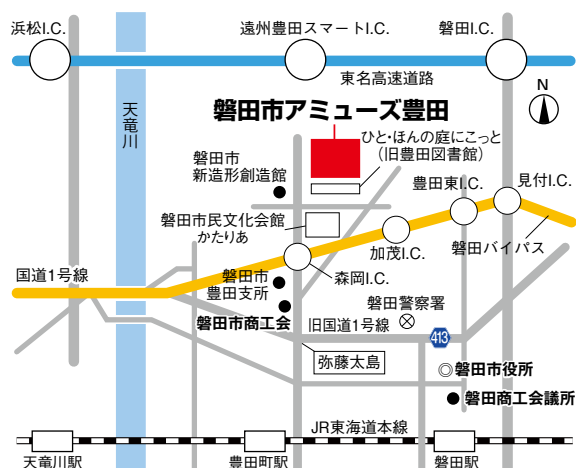 浜松I.C.
遠州豊田スマートI.C.
磐田I.C.
東名高速道路
N
天竜川
磐田市アミューズ豊田
ひと・ほんの庭にこっと
(旧豊田図書館)
磐田市
新造形創造館
豊田東I.C.
見付I.C.
磐田市民文化会館
かたりあ
加茂I.C.
磐田バイパス
国道1号線
森岡I.C.
磐田市
豊田支所
磐田市商工会
磐田警察署
旧国道1号線
413
弥藤太島
磐田市役所
磐田商工会議所
JR東海道本線
天竜川駅
豊田町駅
磐田駅